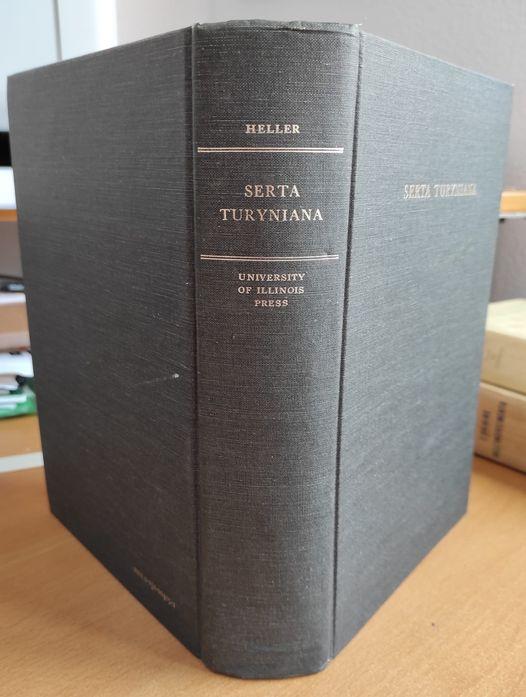 HELLER
SERTA
TURYNIANA
UNIVERSITY
OF ILLINOIS
PRESS
SERTA TURYNIANA